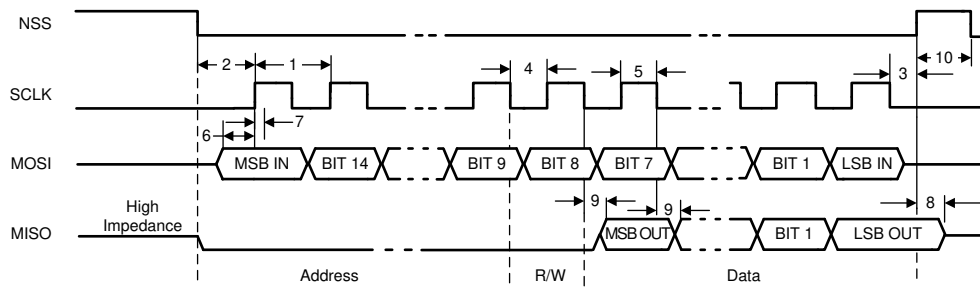 NSS
2
1
4
5
3
10
SCLK
6
7
MOSI
MSB IN
BIT 14
BIT 9
BIT 8
BIT 7
BIT 1
LSB IN
High
Impedance
9
9
8
MISO
MSB OUT
BIT 1
LSB OUT
Address
R/W
Data